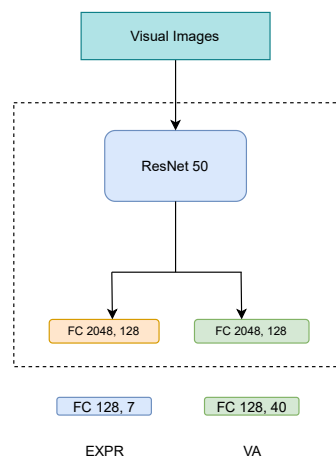 Visual Images
ResNet 50
FC 2048, 128
FC 2048, 128
FC 128, 7
FC 128, 40
EXPR
VA